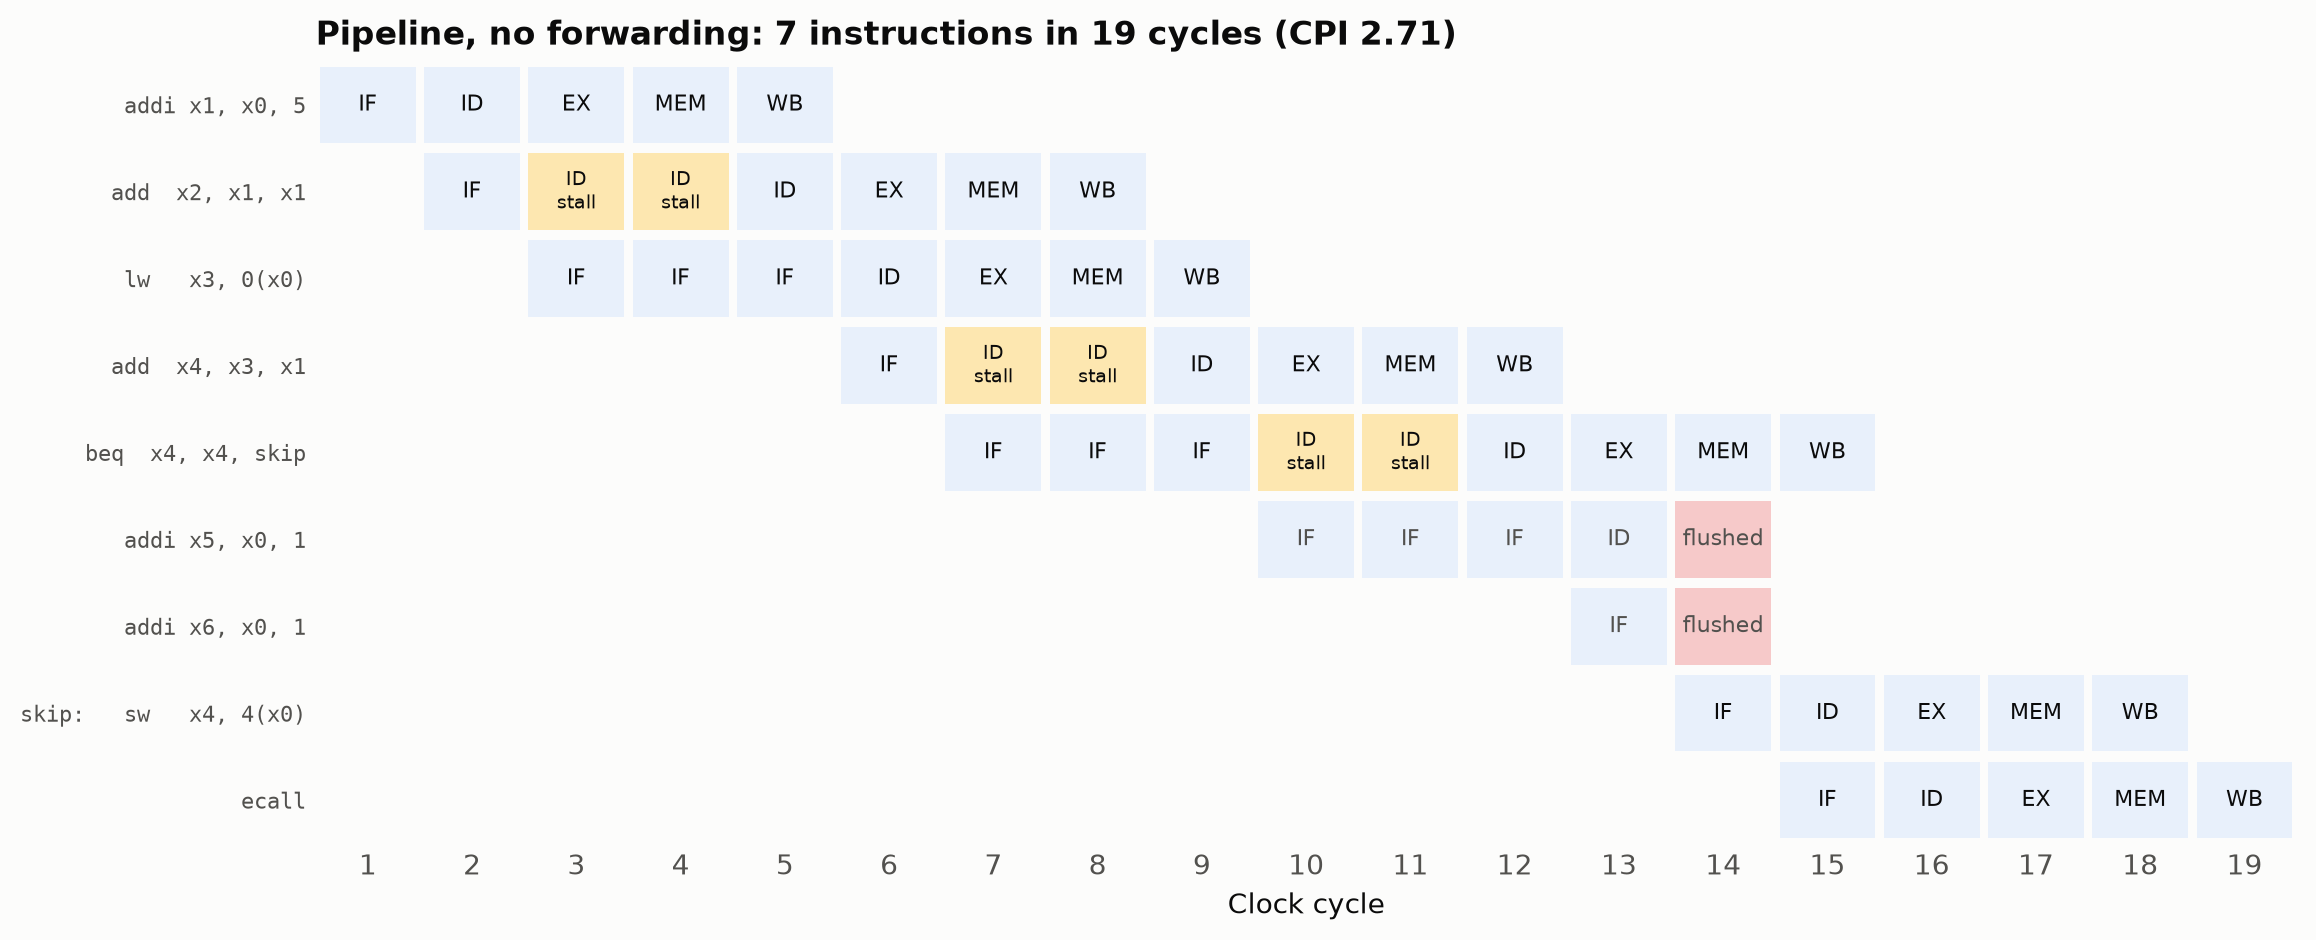 Pipeline, no forwarding: 7 instructions in 19 cycles (CPI 2.71)
addi x1, x0, 5 IF ID EX MEM WB
add  x2, x1, x1 IF ID stall ID stall ID EX MEM WB
lw   x3, 0(x0) IF IF IF ID EX MEM WB
add  x4, x3, x1 IF ID stall ID stall ID EX MEM WB
beq  x4, x4, skip IF IF IF ID stall ID stall ID EX MEM WB
addi x5, x0, 1 IF IF IF ID flushed
addi x6, x0, 1 IF flushed
skip:   sw   x4, 4(x0) IF ID EX MEM WB
ecall IF ID EX MEM WB
1 2 3 4 5 6 7 8 9 10 11 12 13 14 15 16 17 18 19
Clock cycle